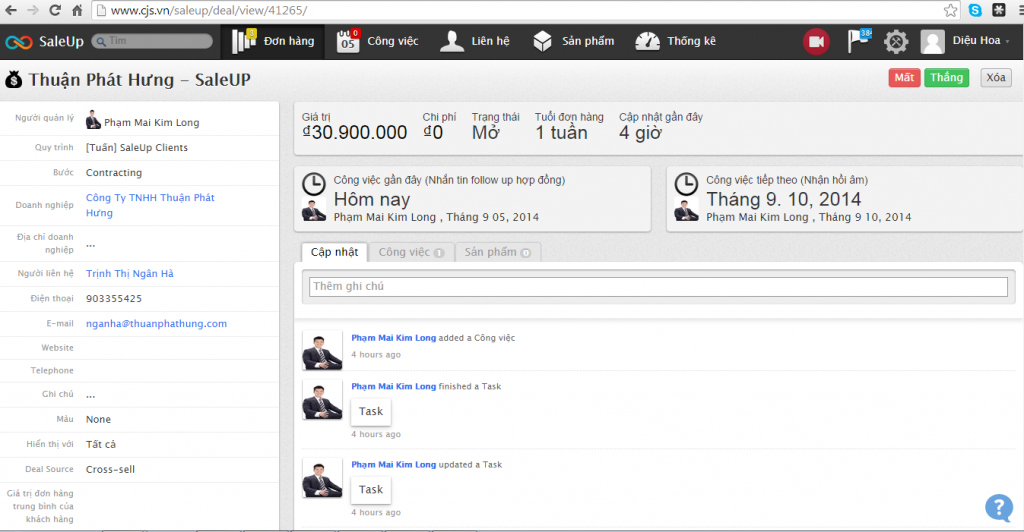 www.cjs.vn/saleup/deal/view/41265/
SaleUp
Tìm
Đơn hàng
05
0
Công việc
Liên hệ
Sản phẩm
Thống kê
38
Diệu Hoa
Thuận Phát Hưng - SaleUP
Mất
Thắng
Xóa
Người quản lý
Phạm Mai Kim Long
Quy trình
[Tuấn] SaleUp Clients
Bước
Contracting
Doanh nghiệp
Công Ty TNHH Thuận Phát
Hưng
Địa chỉ doanh
nghiệp
...
Người liên hệ
Trịnh Thị Ngân Hà
Điện thoại
903355425
E-mail
nganha@thuanphathung.com
Website
Telephone
Ghi chú
...
Màu
None
Hiển thị với
Tất cả
Deal Source
Cross-sell
Giá trị đơn hàng
trung bình của
khách hàng
Giá trị
Chi phí
Trạng thái
Tuổi đơn hàng
Cập nhật gần đây
₫30.900.000
₫0
Mở
1 tuần
4 giờ
Công việc gần đây (Nhắn tin follow up hợp đồng)
Hôm nay
Phạm Mai Kim Long , Tháng 9 05, 2014
Công việc tiếp theo (Nhận hồi âm)
Tháng 9. 10, 2014
Phạm Mai Kim Long , Tháng 9 10, 2014
Cập nhật
Công việc 1
Sản phẩm 0
Thêm ghi chú
Phạm Mai Kim Long added a Công việc
4 hours ago
Phạm Mai Kim Long finished a Task
Task
4 hours ago
Phạm Mai Kim Long updated a Task
Task
4 hours ago
?